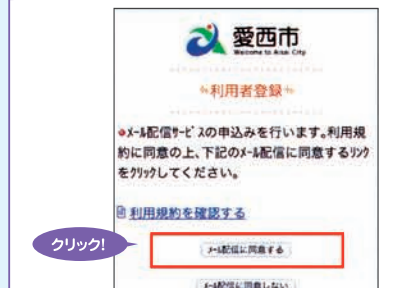 愛西市
Welcome to Aisai City
利用者登録
●メール配信サービスの申込みを行います。利用規
約に同意の上、下記のメール配信に同意するリンク
をクリックしてください。
利用規約を確認する
クリック!
メール配信に同意する
メール配信に同意しない